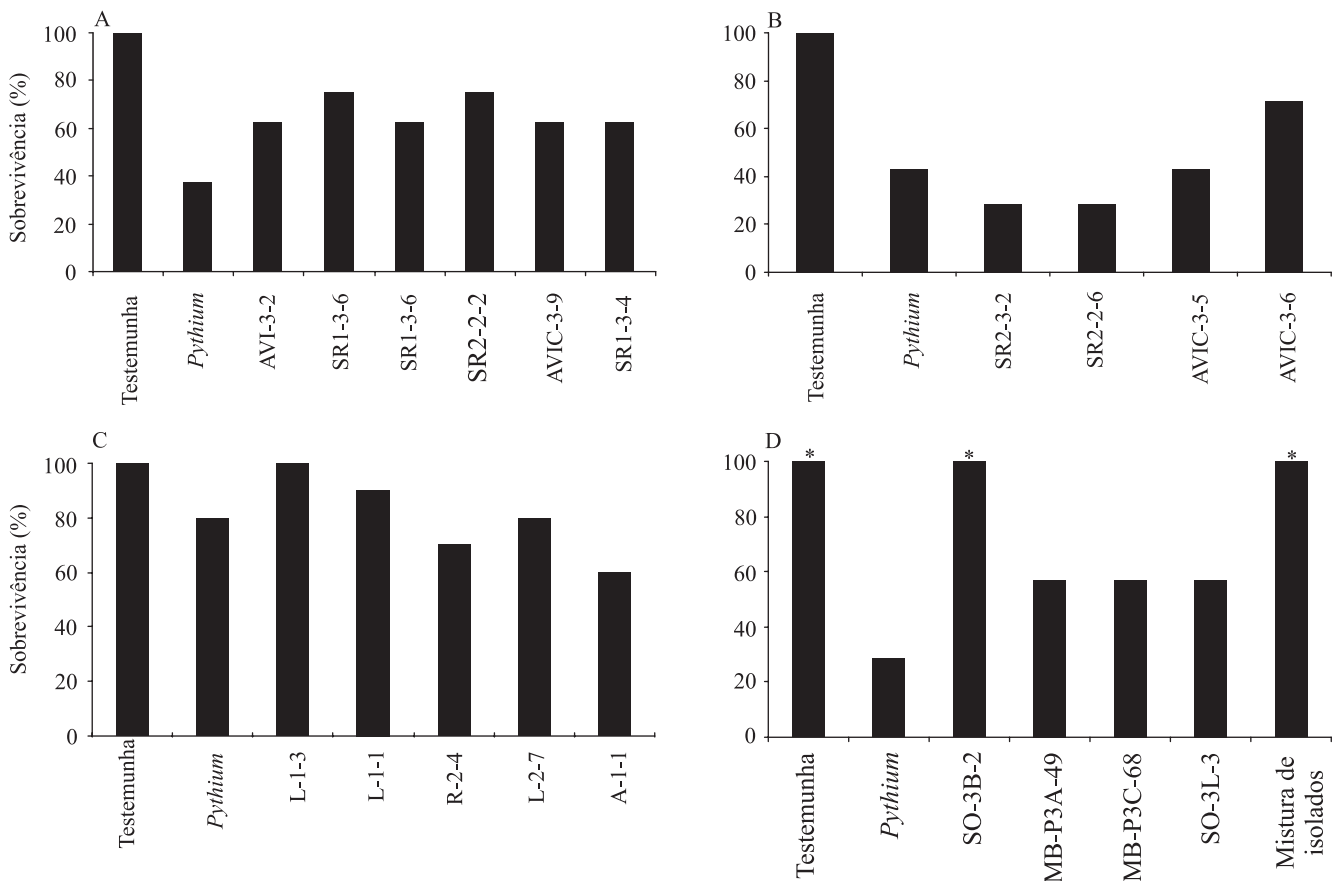 A
Sobrevivência (%)
100
80
60
40
20
0
Testemunha
Pythium
AVI-3-2
SR1-3-6
SR1-3-6
SR2-2-2
AVIC-3-9
SR1-3-4
B
100
80
60
40
20
0
Testemunha
Pythium
SR2-3-2
SR2-2-6
AVIC-3-5
AVIC-3-6
C
Sobrevivência (%)
100
80
60
40
20
0
Testemunha
Pythium
L-1-3
L-1-1
R-2-4
L-2-7
A-1-1
D
* * *
100
80
60
40
20
0
Testemunha
Pythium
SO-3B-2
MB-P3A-49
MB-P3C-68
SO-3L-3
Mistura de
isolados